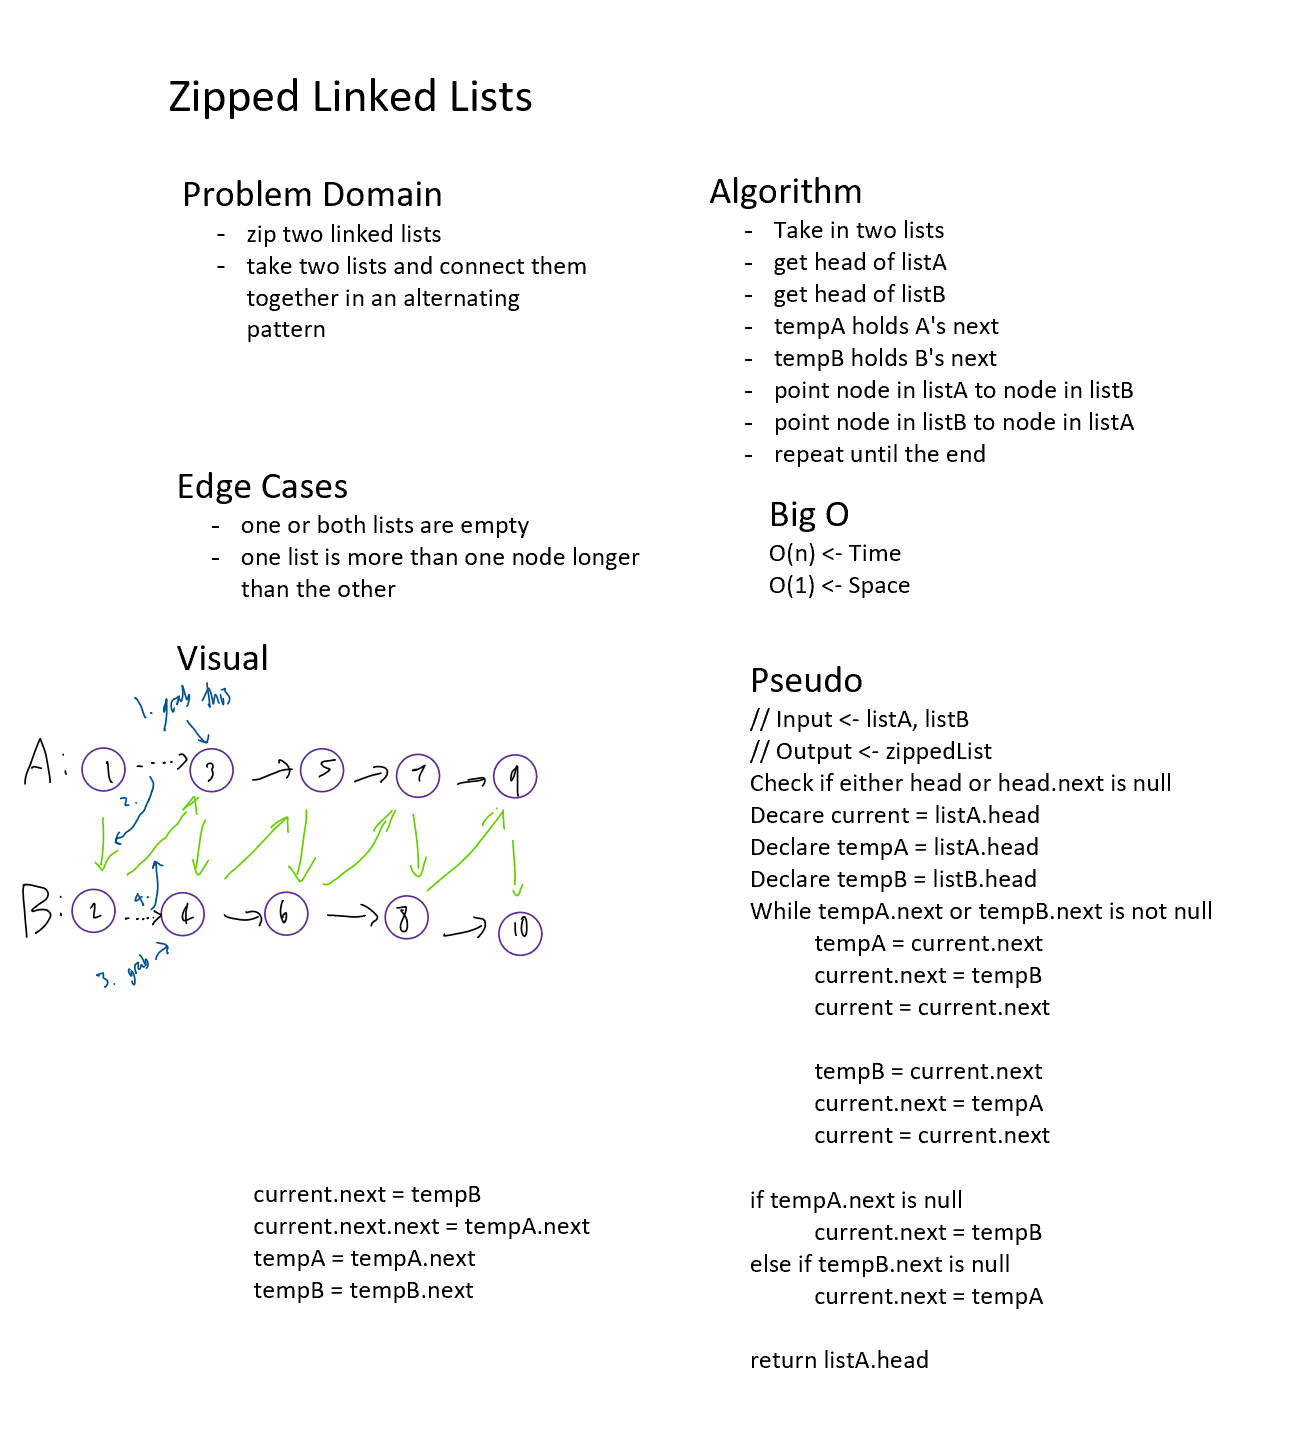 Zipped Linked Lists
Problem Domain
- zip two linked lists
- take two lists and connect them
together in an alternating
pattern
Edge Cases
- one or both lists are empty
- one list is more than one node longer
than the other
Visual
1. grab this
A: 1 3 5 7 9
2.
4.
B: 2 4 6 8 10
3. grab
current.next = tempB
current.next.next = tempA.next
tempA = tempA.next
tempB = tempB.next
Algorithm
- Take in two lists
- get head of listA
- get head of listB
- tempA holds A's next
- tempB holds B's next
- point node in listA to node in listB
- point node in listB to node in listA
- repeat until the end
Big O
O(n) <- Time
O(1) <- Space
Pseudo
// Input <- listA, listB
// Output <- zippedList
Check if either head or head.next is null
Decare current = listA.head
Declare tempA = listA.head
Declare tempB = listB.head
While tempA.next or tempB.next is not null
tempA = current.next
current.next = tempB
current = current.next
tempB = current.next
current.next = tempA
current = current.next
if tempA.next is null
current.next = tempB
else if tempB.next is null
current.next = tempA
return listA.head